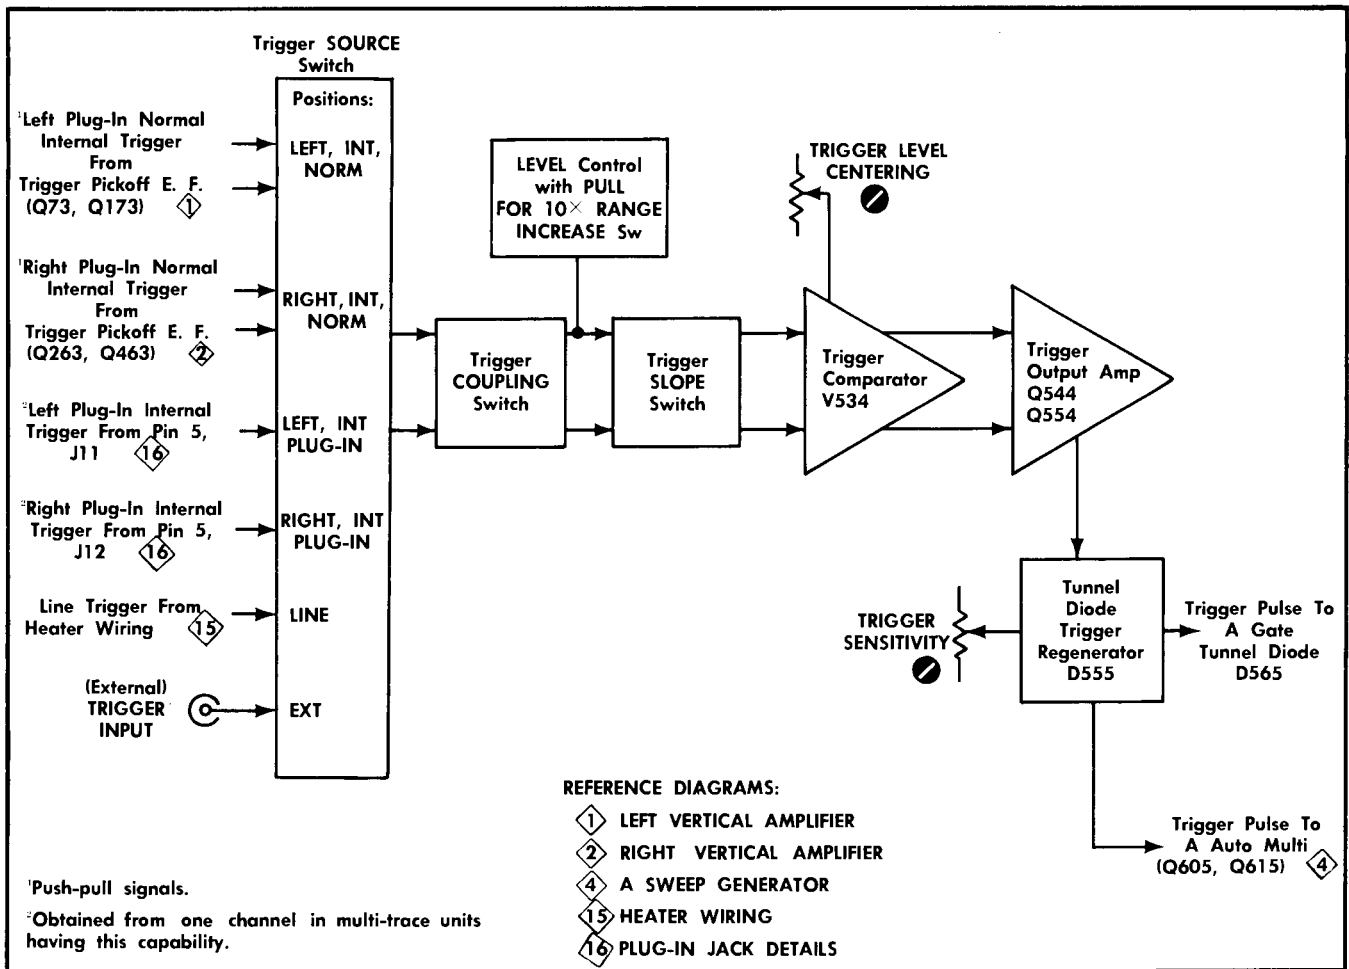 Trigger SOURCE
Switch
Positions:
¹Left Plug-In Normal
Internal Trigger
From
Trigger Pickoff E. F.
(Q73, Q173) 1
LEFT, INT,
NORM
¹Right Plug-In Normal
Internal Trigger
From
Trigger Pickoff E. F.
(Q263, Q463) 2
RIGHT, INT,
NORM
²Left Plug-In Internal
Trigger From Pin 5,
J11 16
LEFT, INT
PLUG-IN
²Right Plug-In Internal
Trigger From Pin 5,
J12 16
RIGHT, INT
PLUG-IN
Line Trigger From
Heater Wiring 15
LINE
(External)
TRIGGER
INPUT
EXT
Trigger
COUPLING
Switch
LEVEL Control
with PULL
FOR 10× RANGE
INCREASE Sw
Trigger
SLOPE
Switch
TRIGGER LEVEL
CENTERING
Trigger
Comparator
V534
Trigger
Output Amp
Q544
Q554
TRIGGER
SENSITIVITY
Tunnel
Diode
Trigger
Regenerator
D555
Trigger Pulse To
A Gate
Tunnel Diode
D565
Trigger Pulse To
A Auto Multi
(Q605, Q615) 4
REFERENCE DIAGRAMS:
1 LEFT VERTICAL AMPLIFIER
2 RIGHT VERTICAL AMPLIFIER
4 A SWEEP GENERATOR
15 HEATER WIRING
16 PLUG-IN JACK DETAILS
¹Push-pull signals.
²Obtained from one channel in multi-trace units
having this capability.